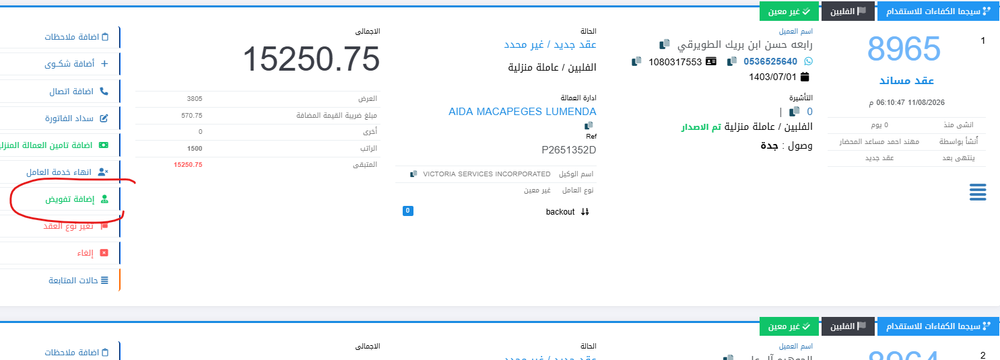 سيجما الكفاءات للاستقدام
الفلبين
غير معين
1
8965
عقد مساند
11/08/2026 06:10:47 م
انشى منذ 0 يوم
أنشأ بواسطة مهند احمد مساعد المحضار
ينتهى بعد عقد جديد
اسم العميل
رابعه حسن ابن بريك الطويرقي
0536525640 1080317553
1403/07/01
التأشيرة
0 |
الفلبين / عاملة منزلية تم الاصدار
وصول : جدة
الحالة
عقد جديد / غير محدد
الفلبين / عاملة منزلية
ادارة العمالة
AIDA MACAPEGES LUMENDA
Ref
P2651352D
اسم الوكيل VICTORIA SERVICES INCORPORATED
نوع العامل غير معين
backout 0
الاجمالى
15250.75
العرض 3805
مبلغ ضريبة القيمة المضافة 570.75
أخرى 0
الراتب 1500
المتبقى 15250.75
اضافة ملاحظات
أضافة شكـوى
اضافة اتصال
سداد الفاتورة
اضافة تامين العمالة
انهاء خدمة العامل
إضافة تفويض
تغير نوع العقد
إلغاء
حالات المتابعة
سيجما الكفاءات للاستقدام
الفلبين
غير معين
2
8964
اسم العميل
الحالة
عقد جديد / غير محدد
الاجمالى
اضافة ملاحظات